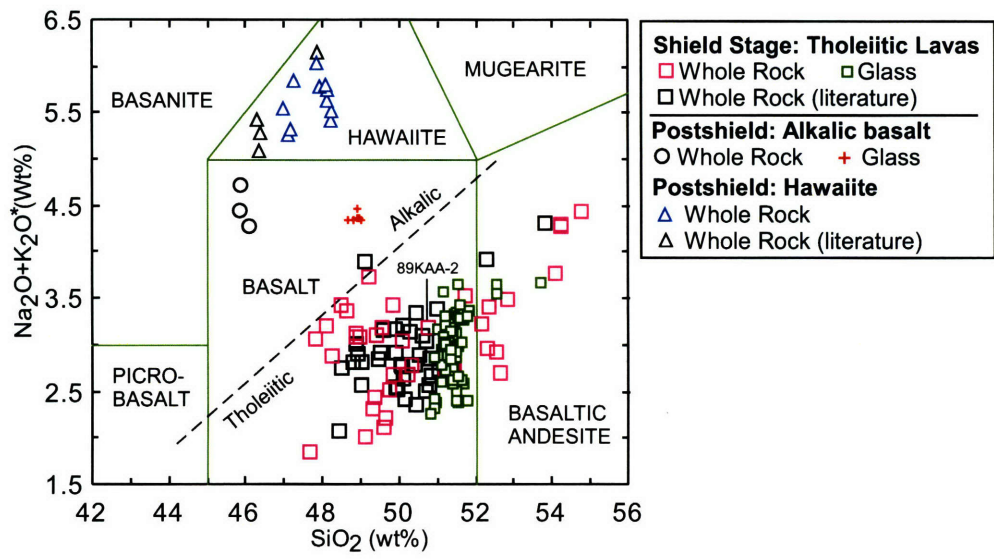 6.5
5.5
4.5
3.5
2.5
1.5
Na₂O+K₂O*(Wt%)
BASANITE
MUGEARITE
HAWAIITE
Alkalic
89KAA-2
BASALT
Tholeiitic
PICRO-
BASALT
BASALTIC
ANDESITE
42 44 46 48 50 52 54 56
SiO₂ (wt%)
Shield Stage: Tholeiitic Lavas
Whole Rock Glass
Whole Rock (literature)
Postshield: Alkalic basalt
Whole Rock Glass
Postshield: Hawaiite
Whole Rock
Whole Rock (literature)